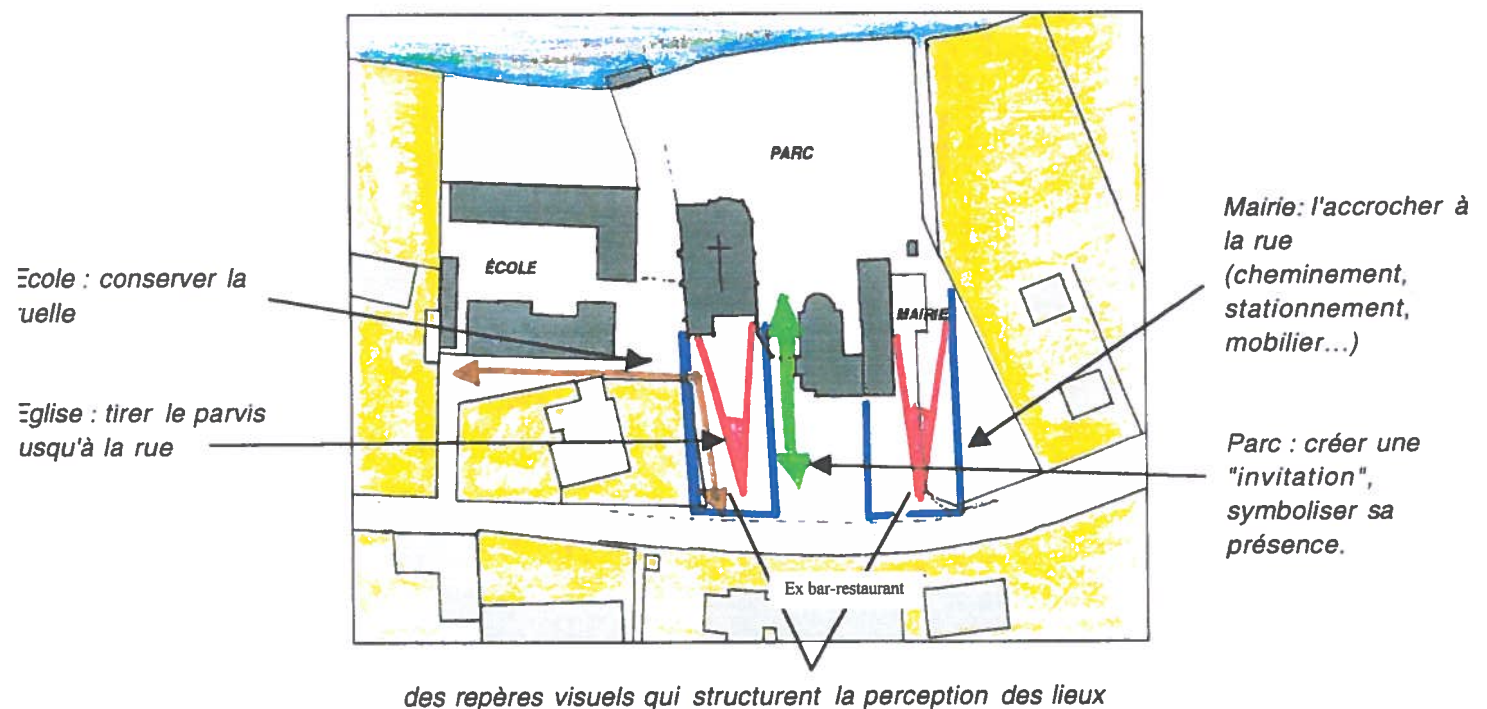 PARC
Mairie: l'accrocher à
la rue
(cheminement,
stationnement,
mobilier...)
ÉCOLE
Ecole : conserver la
uelle
MAIRIE
Eglise : tirer le parvis
usqu'à la rue
Parc : créer une
"invitation",
symboliser sa
présence.
Ex bar-restaurant
des repères visuels qui structurent la perception des lieux